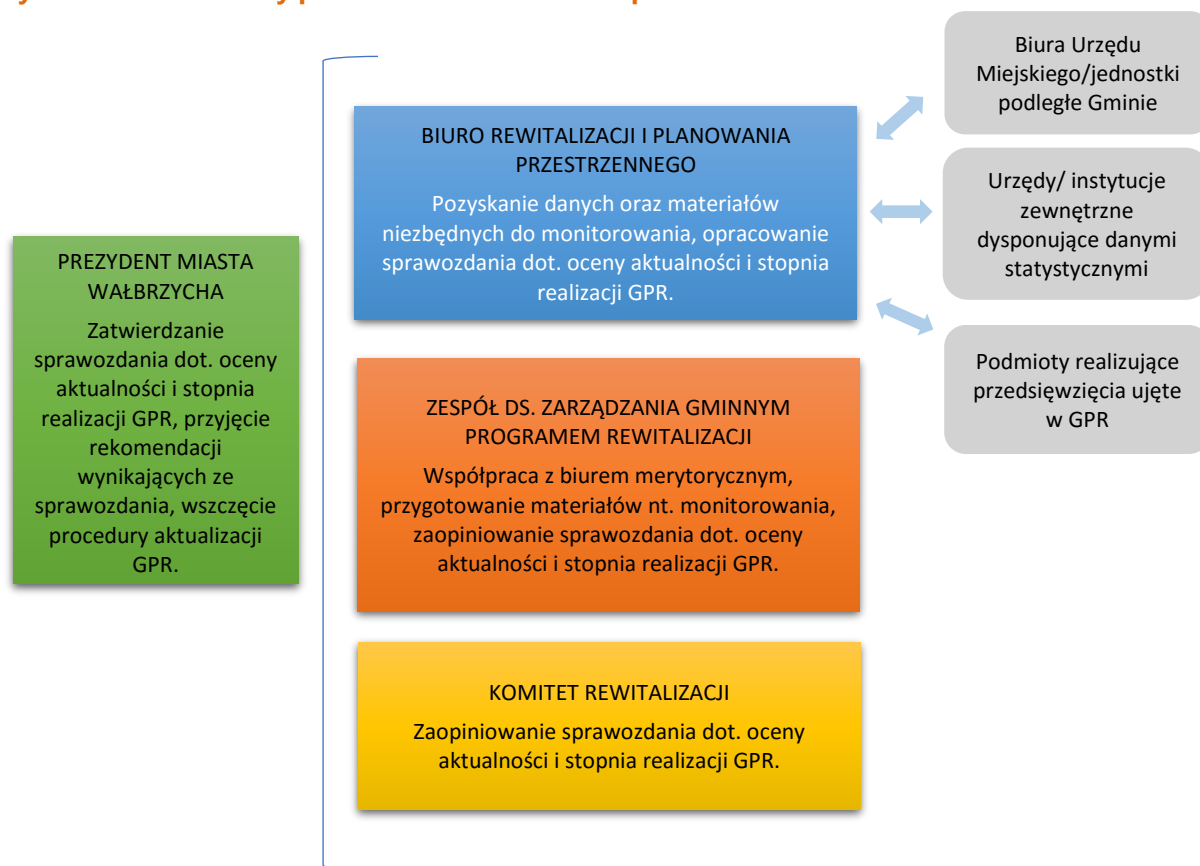 PREZYDENT MIASTA
WAŁBRZYCHA
Zatwierdzanie
sprawozdania dot. oceny
aktualności i stopnia
realizacji GPR, przyjęcie
rekomendacji
wynikających ze
sprawozdania, wszczęcie
procedury aktualizacji
GPR.
BIURO REWITALIZACJI I PLANOWANIA
PRZESTRZENNEGO
Pozyskanie danych oraz materiałów
niezbędnych do monitorowania, opracowanie
sprawozdania dot. oceny aktualności i stopnia
realizacji GPR.
ZESPÓŁ DS. ZARZĄDZANIA GMINNYM
PROGRAMEM REWITALIZACJI
Współpraca z biurem merytorycznym,
przygotowanie materiałów nt. monitorowania,
zaopiniowanie sprawozdania dot. oceny
aktualności i stopnia realizacji GPR.
KOMITET REWITALIZACJI
Zaopiniowanie sprawozdania dot. oceny
aktualności i stopnia realizacji GPR.
Biura Urzędu
Miejskiego/jednostki
podległe Gminie
Urzędy/ instytucje
zewnętrzne
dysponujące danymi
statystycznymi
Podmioty realizujące
przedsięwzięcia ujęte
w GPR